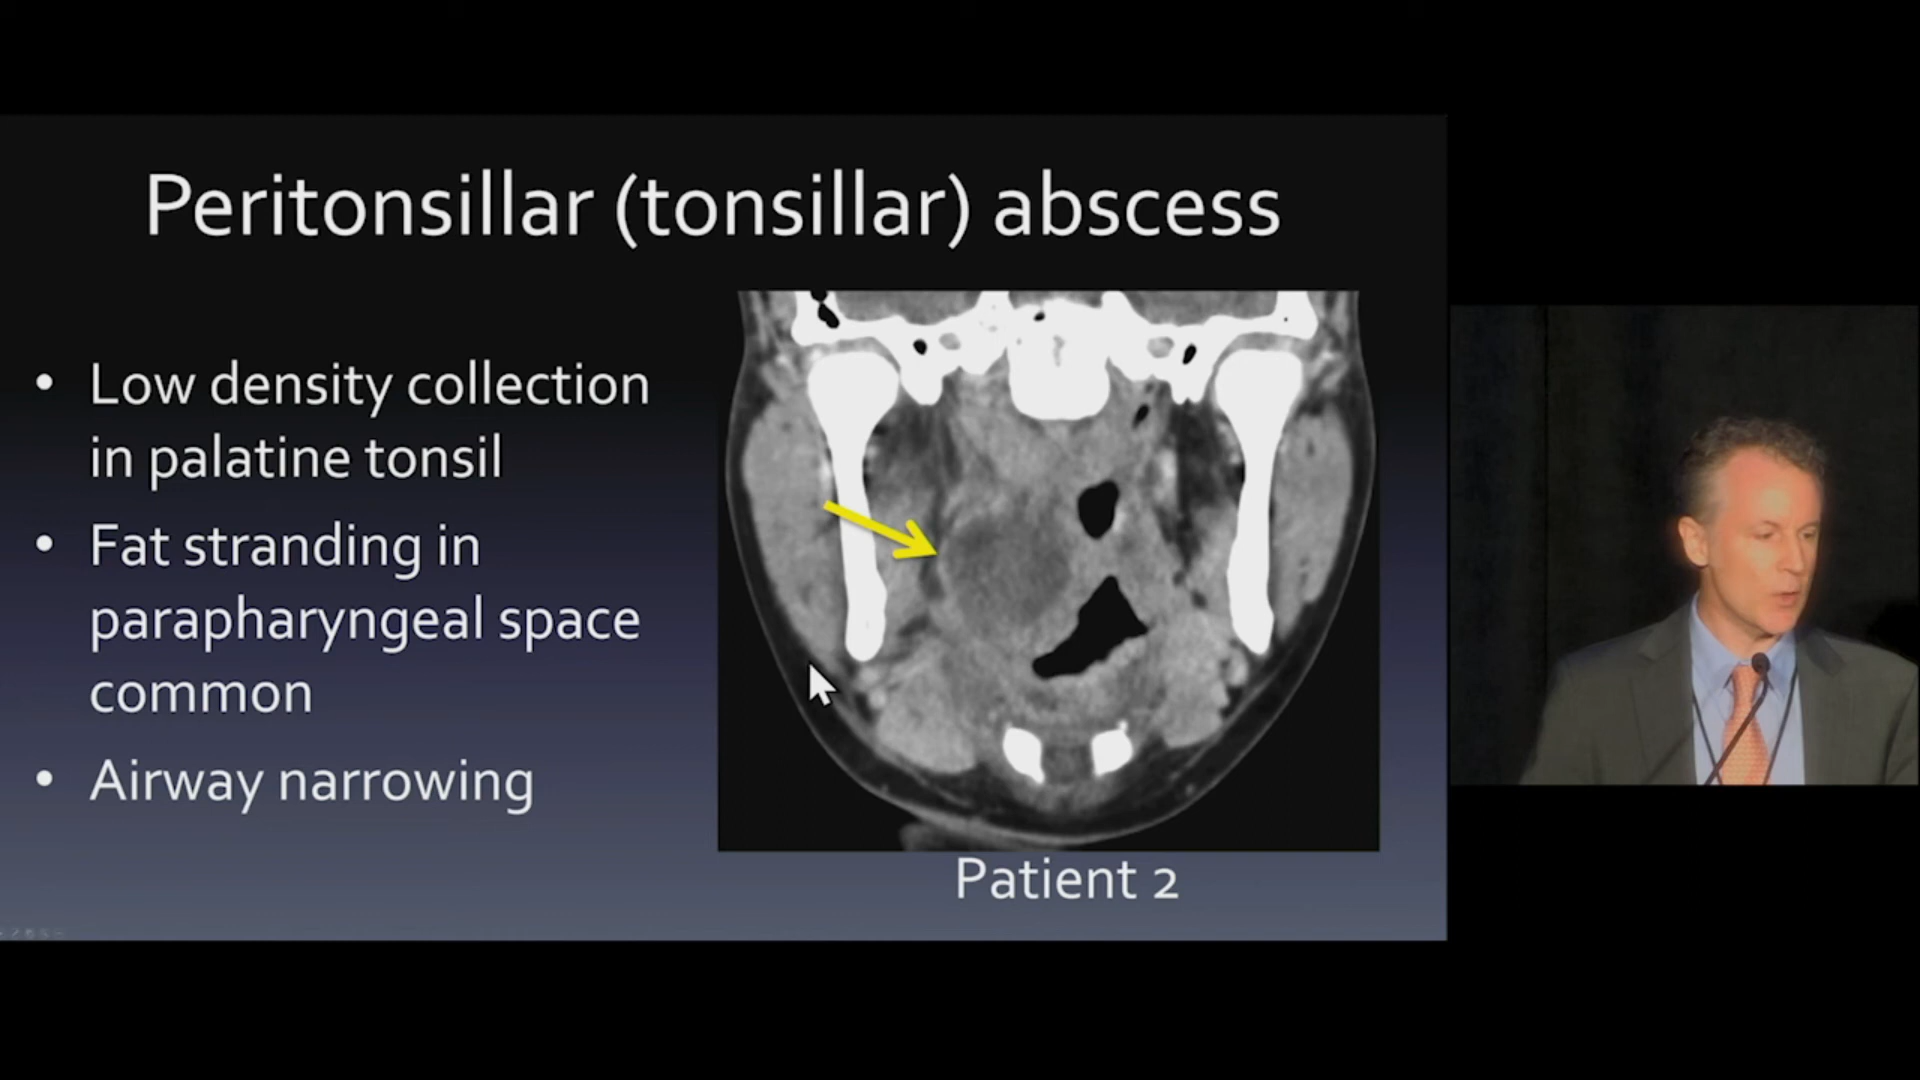 Peritonsillar (tonsillar) abscess
• Low density collection
in palatine tonsil
• Fat stranding in
parapharyngeal space
common
• Airway narrowing
Patient 2